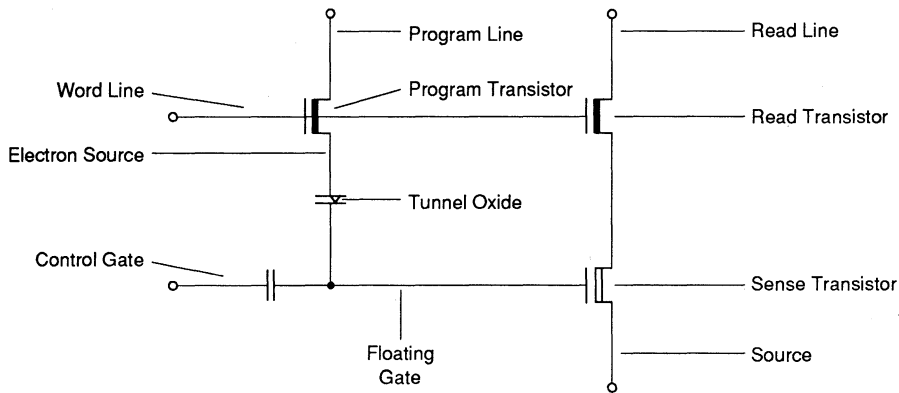 Program Line
Read Line
Word Line
Program Transistor
Read Transistor
Electron Source
Tunnel Oxide
Control Gate
Sense Transistor
Floating
Gate
Source